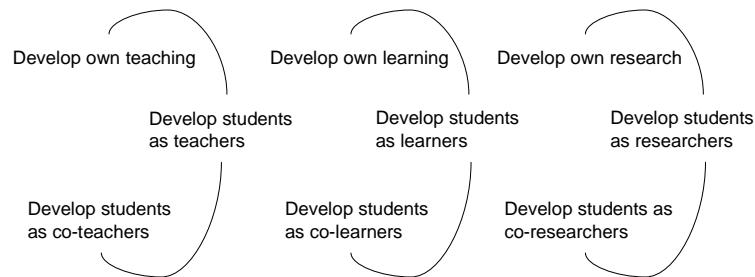 Develop own teaching
Develop students
as teachers
Develop students
as co-teachers
Develop own learning
Develop students
as learners
Develop students
as co-learners
Develop own research
Develop students
as researchers
Develop students as
co-researchers